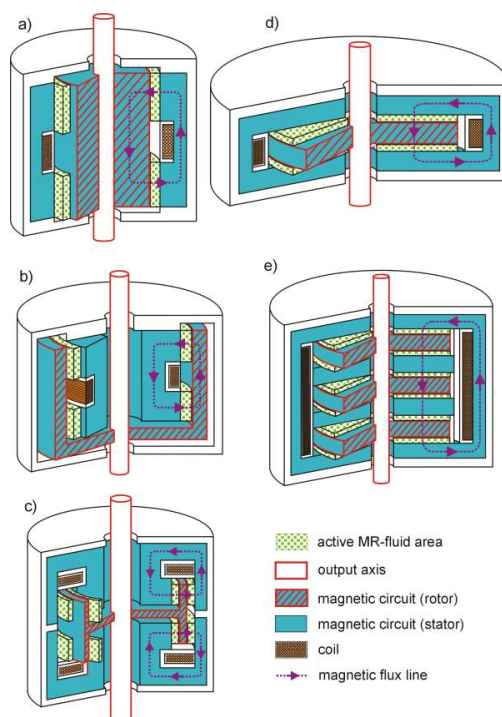 a)
d)
b)
e)
c)
active MR-fluid area
output axis
magnetic circuit (rotor)
magnetic circuit (stator)
coil
magnetic flux line